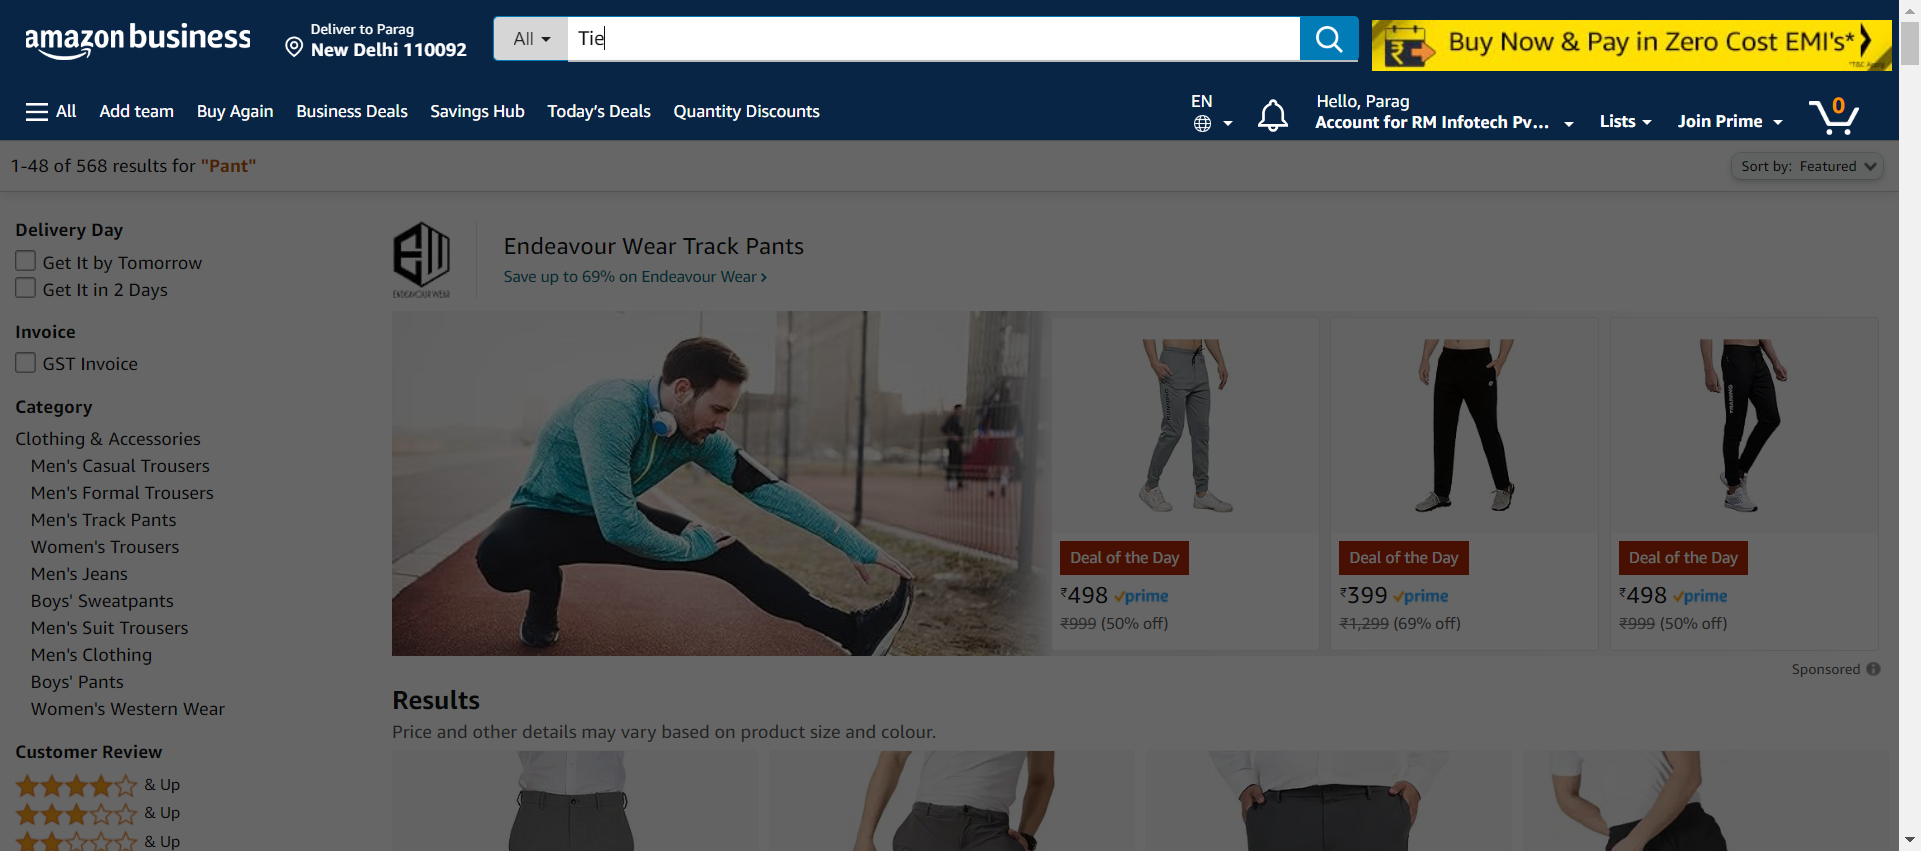 amazon business
Deliver to Parag
New Delhi 110092
All
Tie
Buy Now & Pay in Zero Cost EMI's*
All
Add team
Buy Again
Business Deals
Savings Hub
Today's Deals
Quantity Discounts
EN
Hello, Parag
Account for RM Infotech Pv...
Lists
Join Prime
0
1-48 of 568 results for "Pant"
Sort by: Featured
Delivery Day
Get It by Tomorrow
Get It in 2 Days
Invoice
GST Invoice
Category
Clothing & Accessories
Men's Casual Trousers
Men's Formal Trousers
Men's Track Pants
Women's Trousers
Men's Jeans
Boys' Sweatpants
Men's Suit Trousers
Men's Clothing
Boys' Pants
Women's Western Wear
Customer Review
& Up
& Up
& Up
ENDEAVOUR WEAR
Endeavour Wear Track Pants
Save up to 69% on Endeavour Wear
Deal of the Day
₹498 prime
₹999 (50% off)
Deal of the Day
₹399 prime
₹1,299 (69% off)
TRAINING
Deal of the Day
₹498 prime
₹999 (50% off)
Sponsored
Results
Price and other details may vary based on product size and colour.